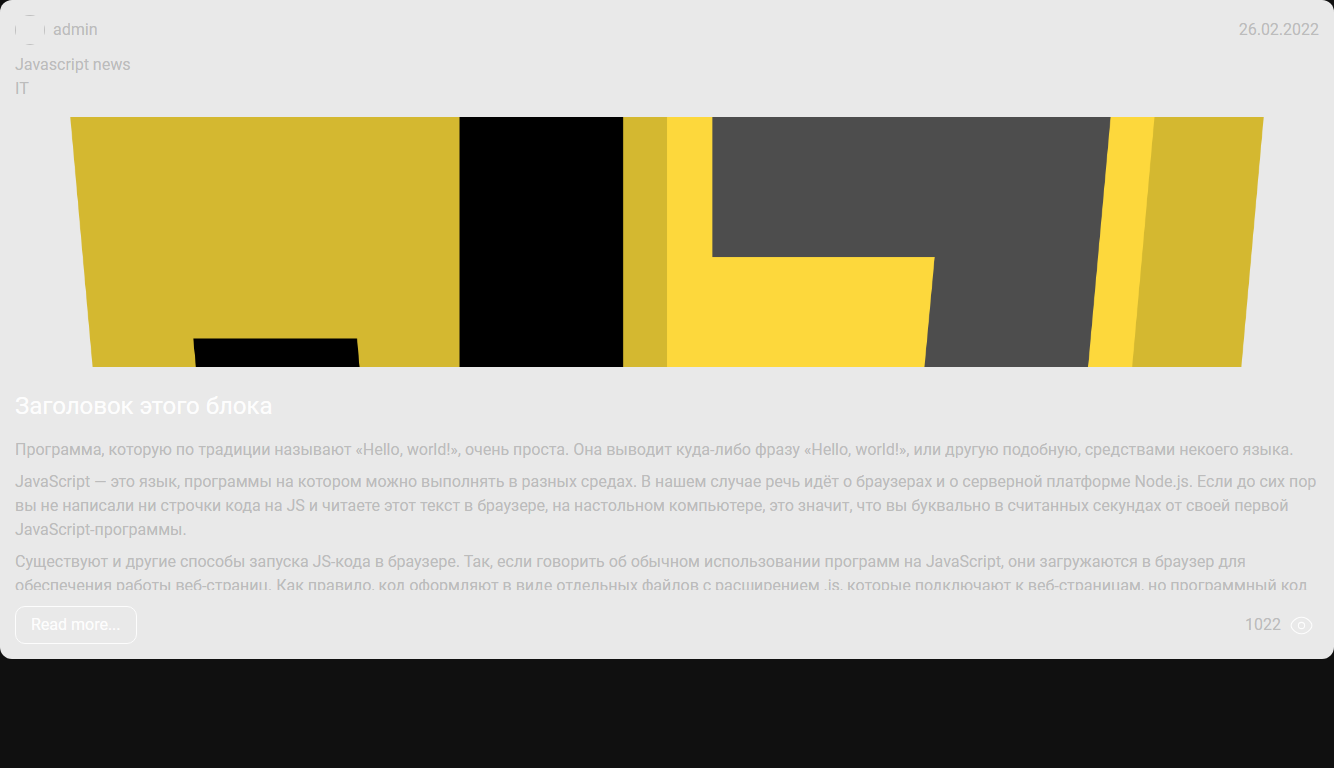 admin
26.02.2022
Javascript news
IT
Заголовок этого блока
Программа, которую по традиции называют «Hello, world!», очень проста. Она выводит куда-либо фразу «Hello, world!», или другую подобную, средствами некоего языка.
JavaScript — это язык, программы на котором можно выполнять в разных средах. В нашем случае речь идёт о браузерах и о серверной платформе Node.js. Если до сих пор
вы не написали ни строчки кода на JS и читаете этот текст в браузере, на настольном компьютере, это значит, что вы буквально в считанных секундах от своей первой
JavaScript-программы.
Существуют и другие способы запуска JS-кода в браузере. Так, если говорить об обычном использовании программ на JavaScript, они загружаются в браузер для
обеспечения работы веб-страниц. Как правило, код оформляют в виде отдельных файлов с расширением .js, которые подключают к веб-страницам, но программный код
Read more...
1022